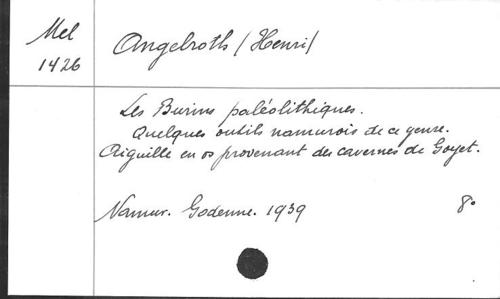 Mel
1426
Angelroth / Henri /
Les Burins paléolithiques.
Quelques outils namurois de ce genre.
Aiguille en os provenant des cavernes de Goyet.
Namur. Godenne. 1939
8°